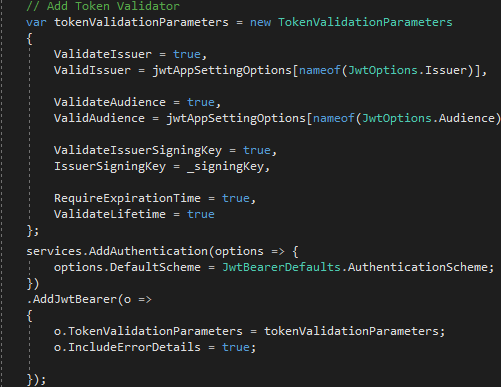 // Add Token Validator
var tokenValidationParameters = new TokenValidationParameters
{
ValidateIssuer = true,
ValidIssuer = jwtAppSettingOptions[nameof(JwtOptions.Issuer)],
ValidateAudience = true,
ValidAudience = jwtAppSettingOptions[nameof(JwtOptions.Audience)
ValidateIssuerSigningKey = true,
IssuerSigningKey = _signingKey,
RequireExpirationTime = true,
ValidateLifetime = true
};
services.AddAuthentication(options => {
options.DefaultScheme = JwtBearerDefaults.AuthenticationScheme;
})
.AddJwtBearer(o =>
{
o.TokenValidationParameters = tokenValidationParameters;
o.IncludeErrorDetails = true;
});